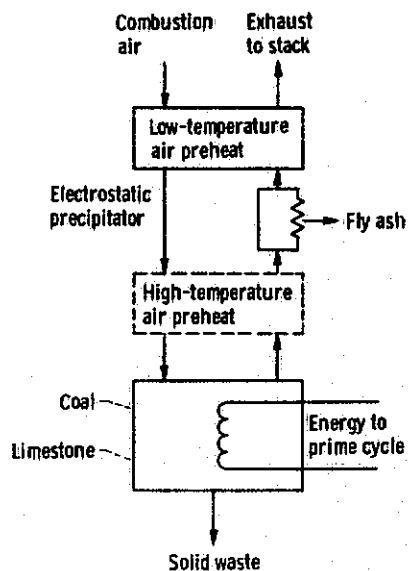 Combustion
air
Exhaust
to stack
Low-temperature
air preheat
Electrostatic
precipitator
Fly ash
High-temperature
air preheat
Coal
Limestone
Energy to
prime cycle
Solid waste